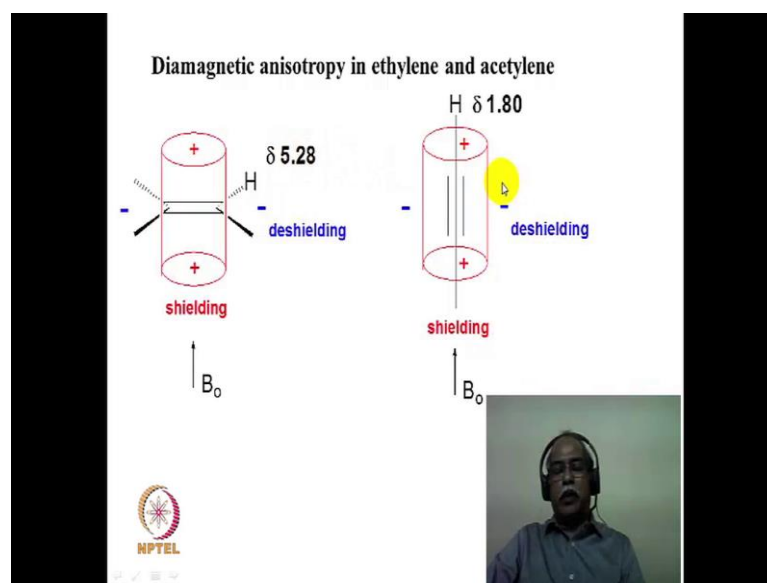 Diamagnetic anisotropy in ethylene and acetylene
H δ 1.80
+ +
δ 5.28
H
- - - -
deshielding deshielding
+ +
shielding
shielding
B₀
B₀
NPTEL